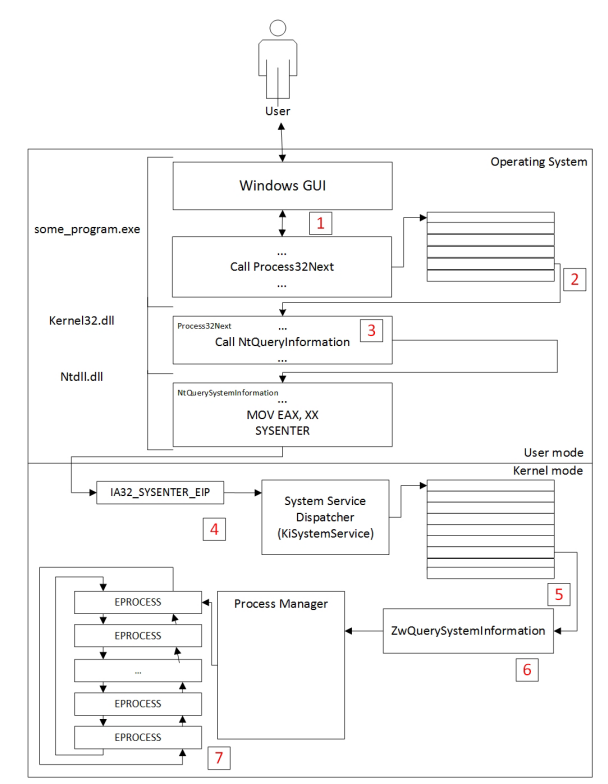 User
Operating System
Windows GUI
some_program.exe
1
...
Call Process32Next
...
2
Kernel32.dll
Process32Next
...
3
Call NtQueryInformation
...
Ntdll.dll
NtQuerySystemInformation
...
MOV EAX, XX
SYSENTER
User mode
Kernel mode
IA32_SYSENTER_EIP
4
System Service
Dispatcher
(KiSystemService)
5
EPROCESS
EPROCESS
...
EPROCESS
EPROCESS
Process Manager
ZwQuerySystemInformation
6
7